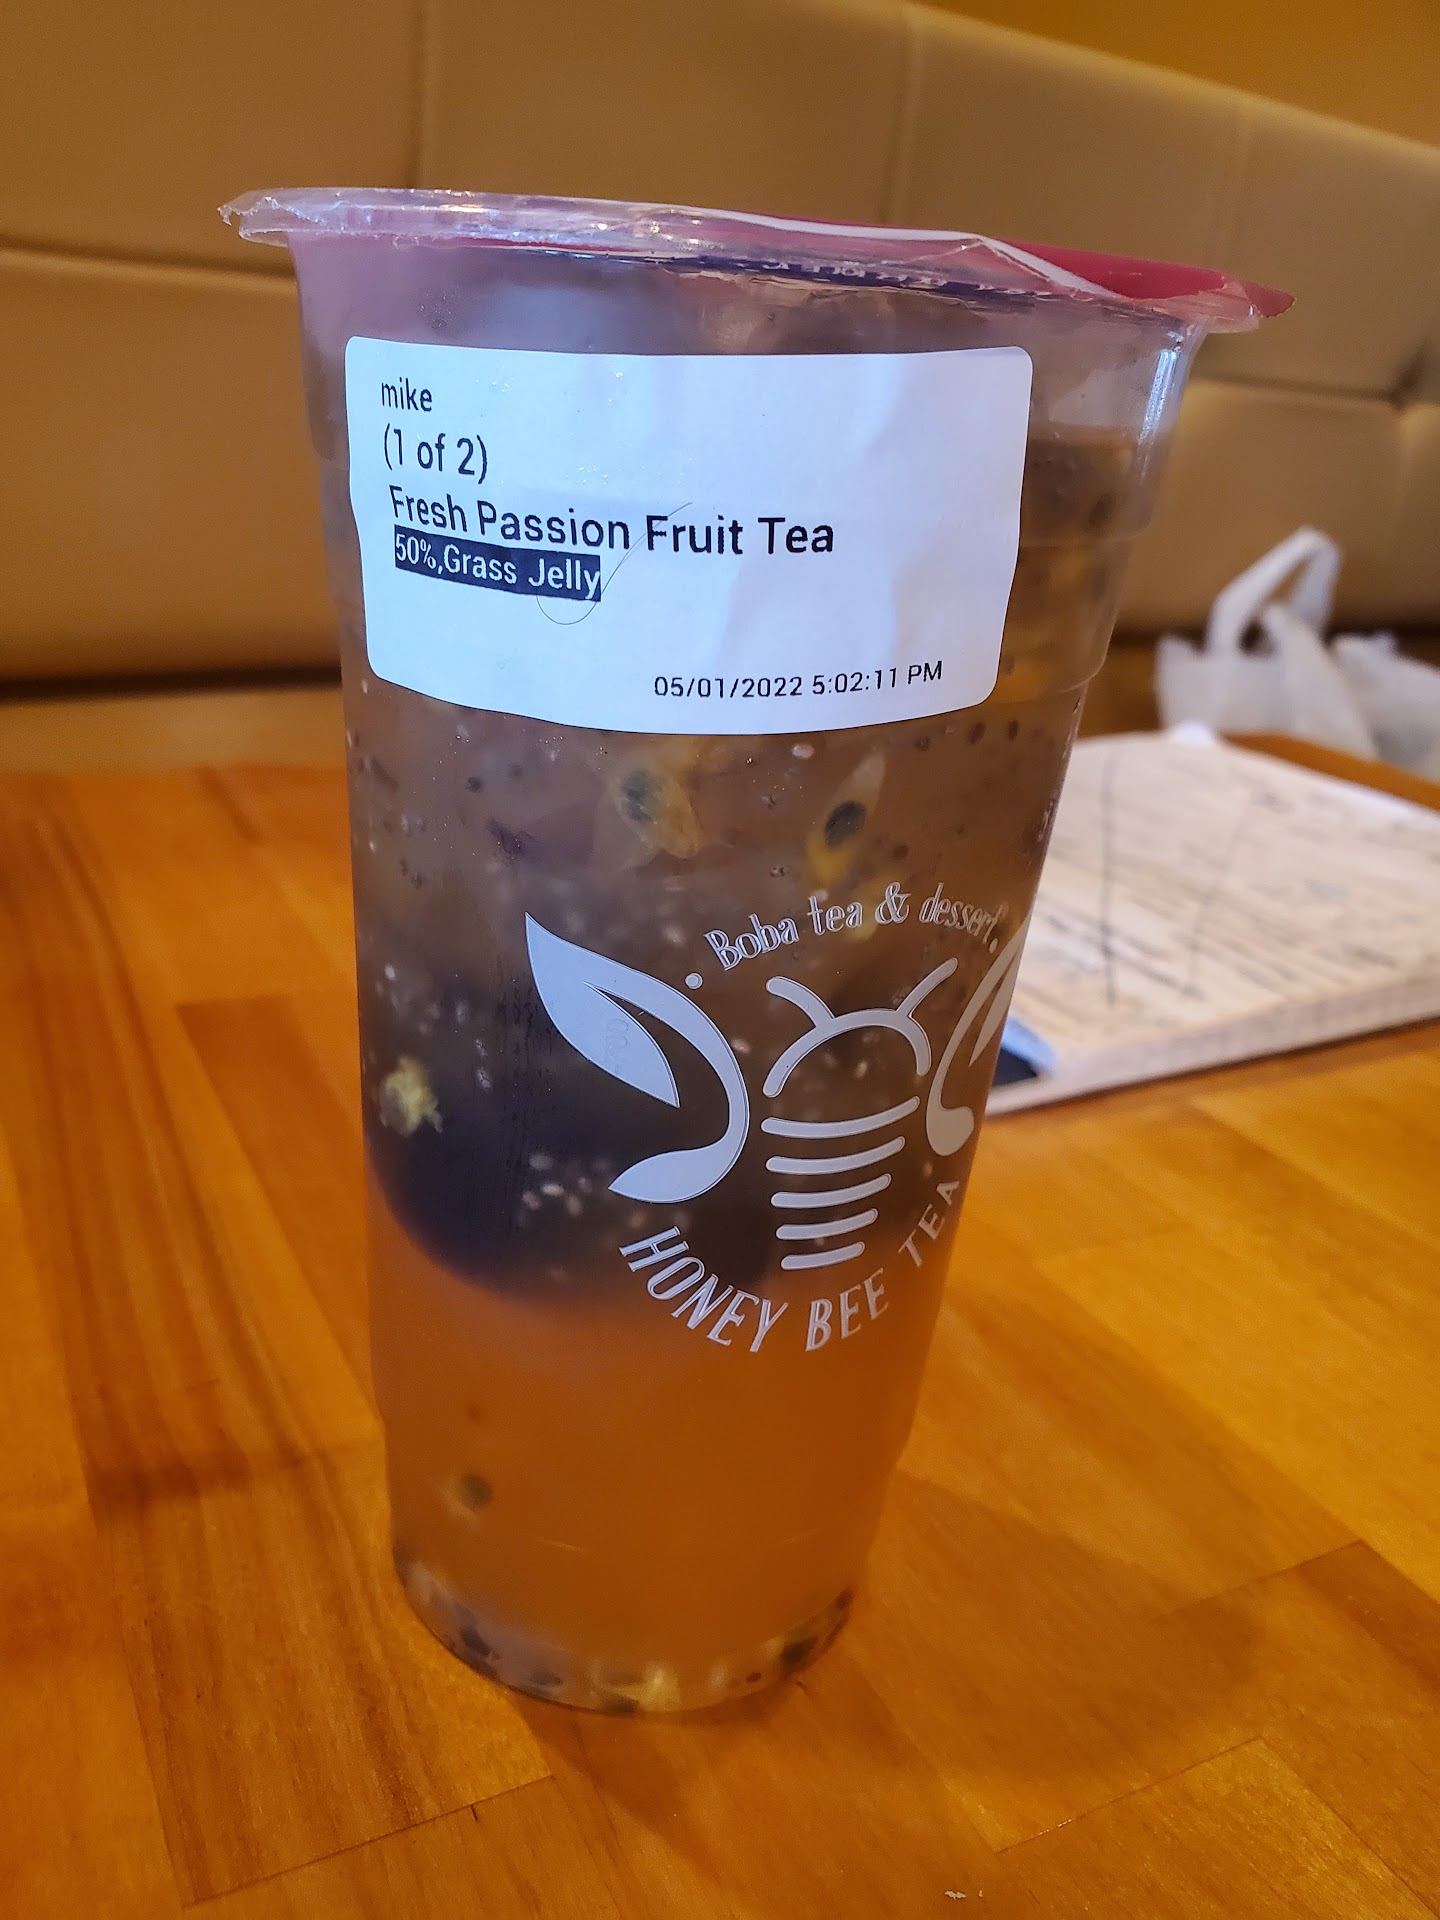 mike
(1 of 2)
Fresh Passion Fruit Tea
50%,Grass Jelly
05/01/2022 5:02:11 PM
Boba tea & dessert
HONEY BEE TEA